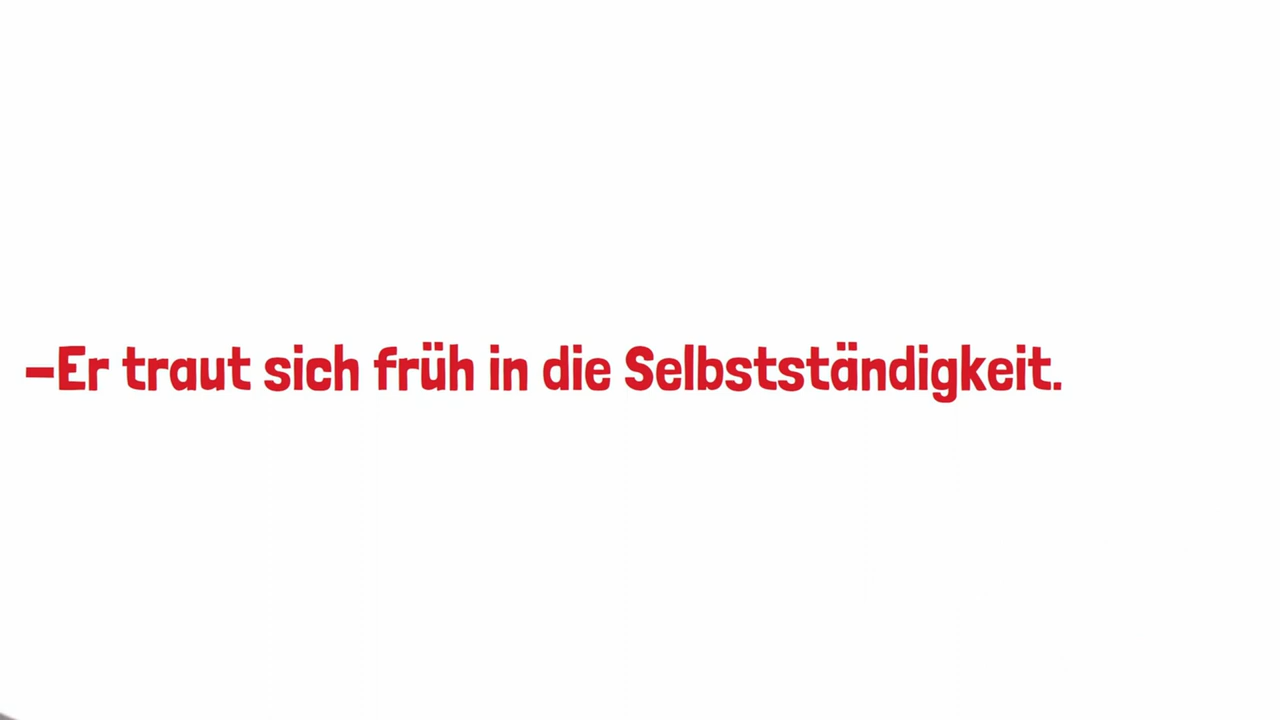 –Er traut sich früh in die Selbstständigkeit.